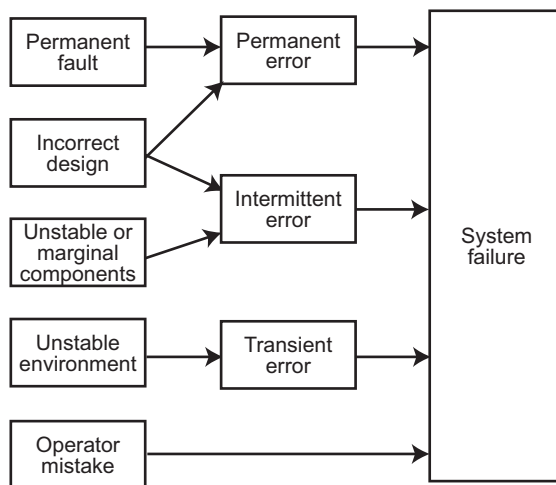 Permanent
fault
Permanent
error
Incorrect
design
Intermittent
error
Unstable or
marginal
components
System
failure
Unstable
environment
Transient
error
Operator
mistake